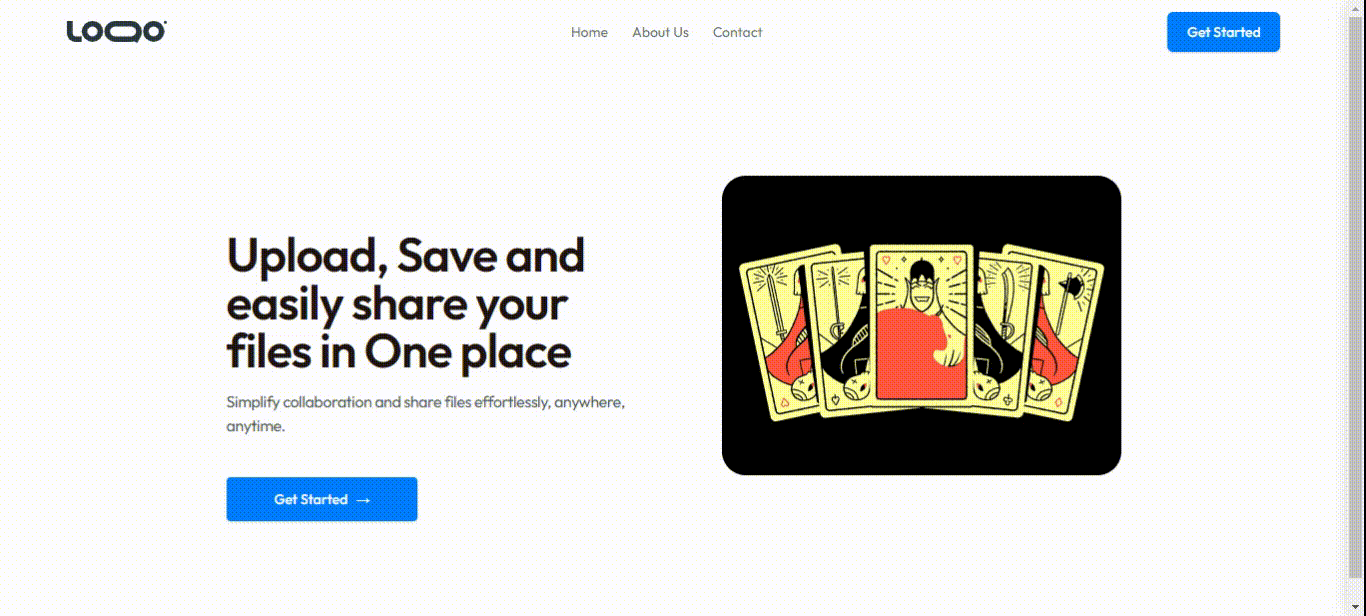 LOQO
Home About Us Contact
Get Started
Upload, Save and
easily share your
files in One place
Simplify collaboration and share files effortlessly, anywhere,
anytime.
Get Started →